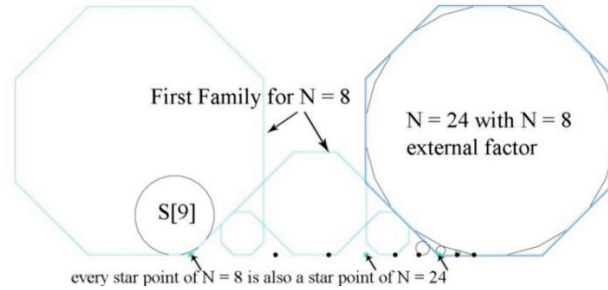 First Family for N = 8
N = 24 with N = 8
external factor
S[9]
every star point of N = 8 is also a star point of N = 24